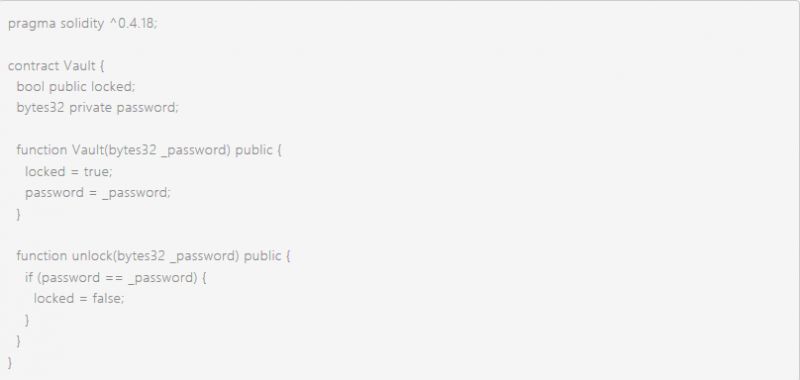 pragma solidity ^0.4.18;
contract Vault {
bool public locked;
bytes32 private password;
function Vault(bytes32 _password) public {
locked = true;
password = _password;
}
function unlock(bytes32 _password) public {
if (password == _password) {
locked = false;
}
}
}